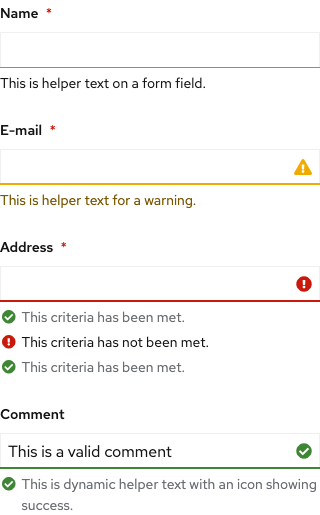 Name *
This is helper text on a form field.
E-mail *
This is helper text for a warning.
Address *
This criteria has been met.
This criteria has not been met.
This criteria has been met.
Comment
This is a valid comment
This is dynamic helper text with an icon showing
success.